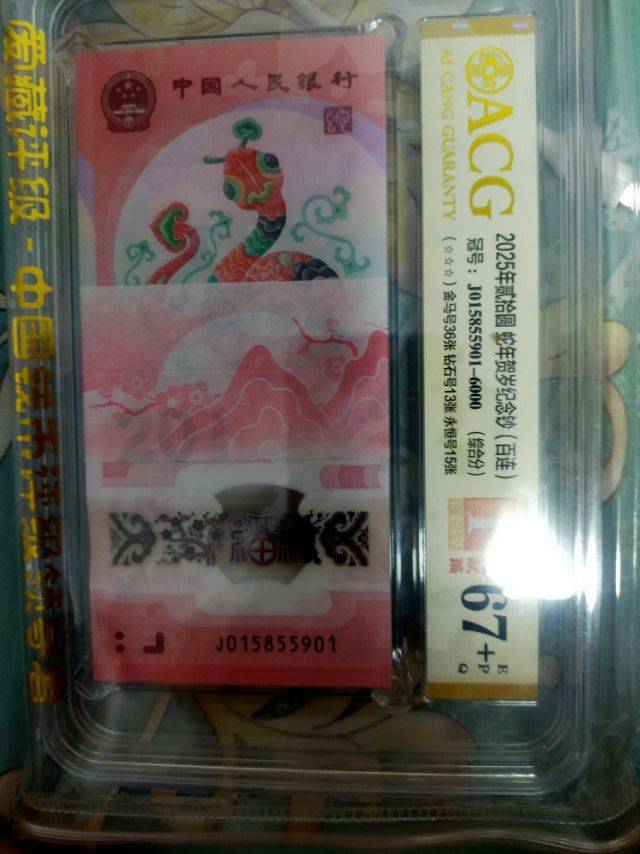 爱藏评级-中国钱币评级领导者
中国人民银行
201
J015855901
ACG
AI CANG GUARANTY
2025年贰拾圆 蛇年贺岁纪念钞（百连）
冠号：J015855901-6000 （综合分）
（☆☆☆）金马号36张 钻石号13张 永恒号15张
67+
E
P
Q